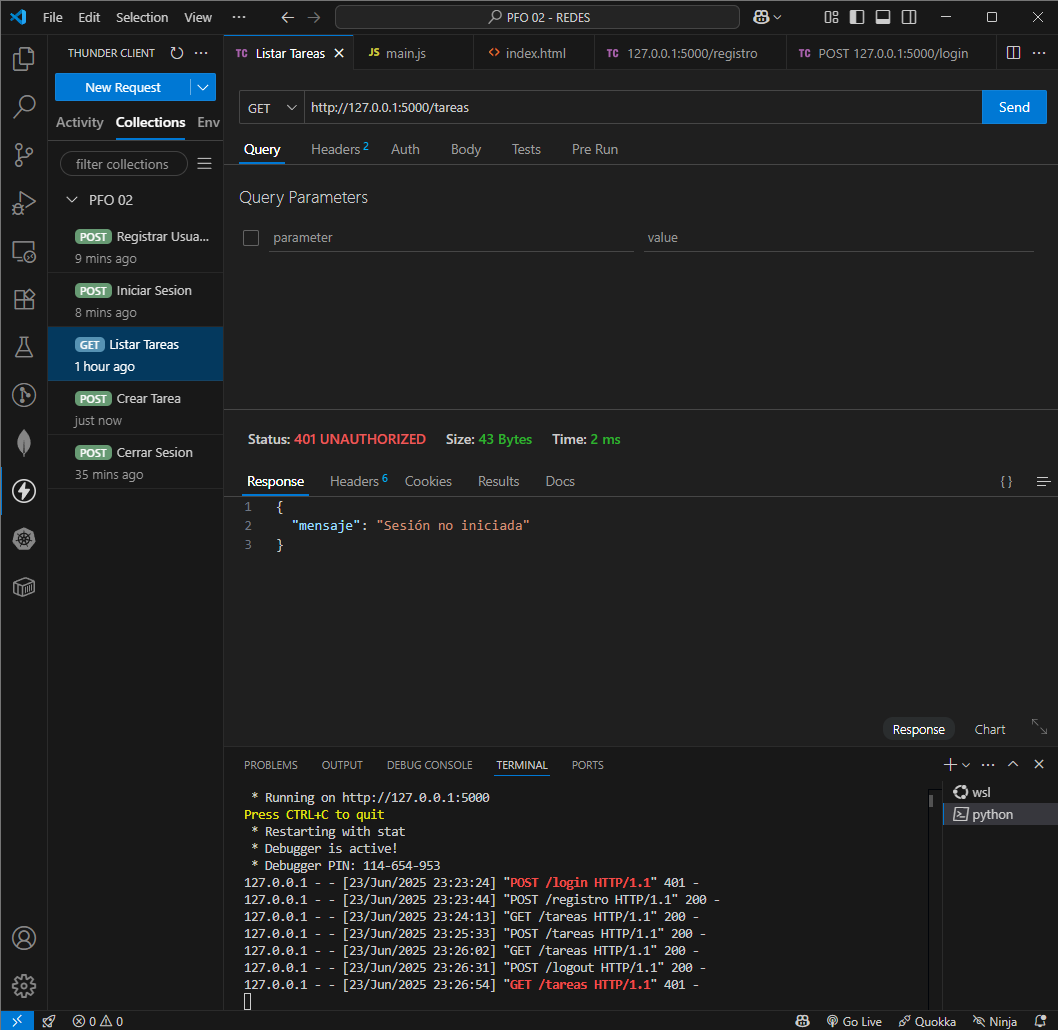 File Edit Selection View ··· PFO 02 - REDES
THUNDER CLIENT
New Request
Activity Collections Env
filter collections
PFO 02
POST Registrar Usua...
9 mins ago
POST Iniciar Sesion
8 mins ago
GET Listar Tareas
1 hour ago
POST Crear Tarea
just now
POST Cerrar Sesion
35 mins ago
TC Listar Tareas JS main.js <> index.html TC 127.0.0.1:5000/registro TC POST 127.0.0.1:5000/login
GET http://127.0.0.1:5000/tareas Send
Query Headers 2 Auth Body Tests Pre Run
Query Parameters
parameter value
Status: 401 UNAUTHORIZED Size: 43 Bytes Time: 2 ms
Response Headers 6 Cookies Results Docs { }
1 {
2 "mensaje": "Sesión no iniciada"
3 }
Response Chart
PROBLEMS OUTPUT DEBUG CONSOLE TERMINAL PORTS
wsl
python
* Running on http://127.0.0.1:5000
Press CTRL+C to quit
* Restarting with stat
* Debugger is active!
* Debugger PIN: 114-654-953
127.0.0.1 - - [23/Jun/2025 23:23:24] "POST /login HTTP/1.1" 401 -
127.0.0.1 - - [23/Jun/2025 23:23:44] "POST /registro HTTP/1.1" 200 -
127.0.0.1 - - [23/Jun/2025 23:24:13] "GET /tareas HTTP/1.1" 200 -
127.0.0.1 - - [23/Jun/2025 23:25:33] "POST /tareas HTTP/1.1" 200 -
127.0.0.1 - - [23/Jun/2025 23:26:02] "GET /tareas HTTP/1.1" 200 -
127.0.0.1 - - [23/Jun/2025 23:26:31] "POST /logout HTTP/1.1" 200 -
127.0.0.1 - - [23/Jun/2025 23:26:54] "GET /tareas HTTP/1.1" 401 -
0 0 Go Live Quokka Ninja